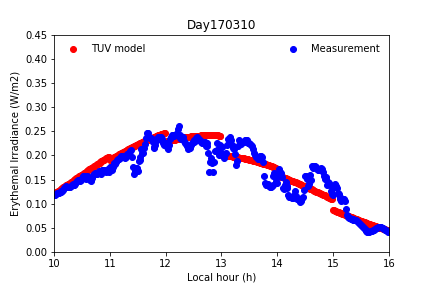 Day170310
TUV model
Measurement
Erythemal Irradiance (W/m2)
0.45
0.40
0.35
0.30
0.25
0.20
0.15
0.10
0.05
0.00
10 11 12 13 14 15 16
Local hour (h)